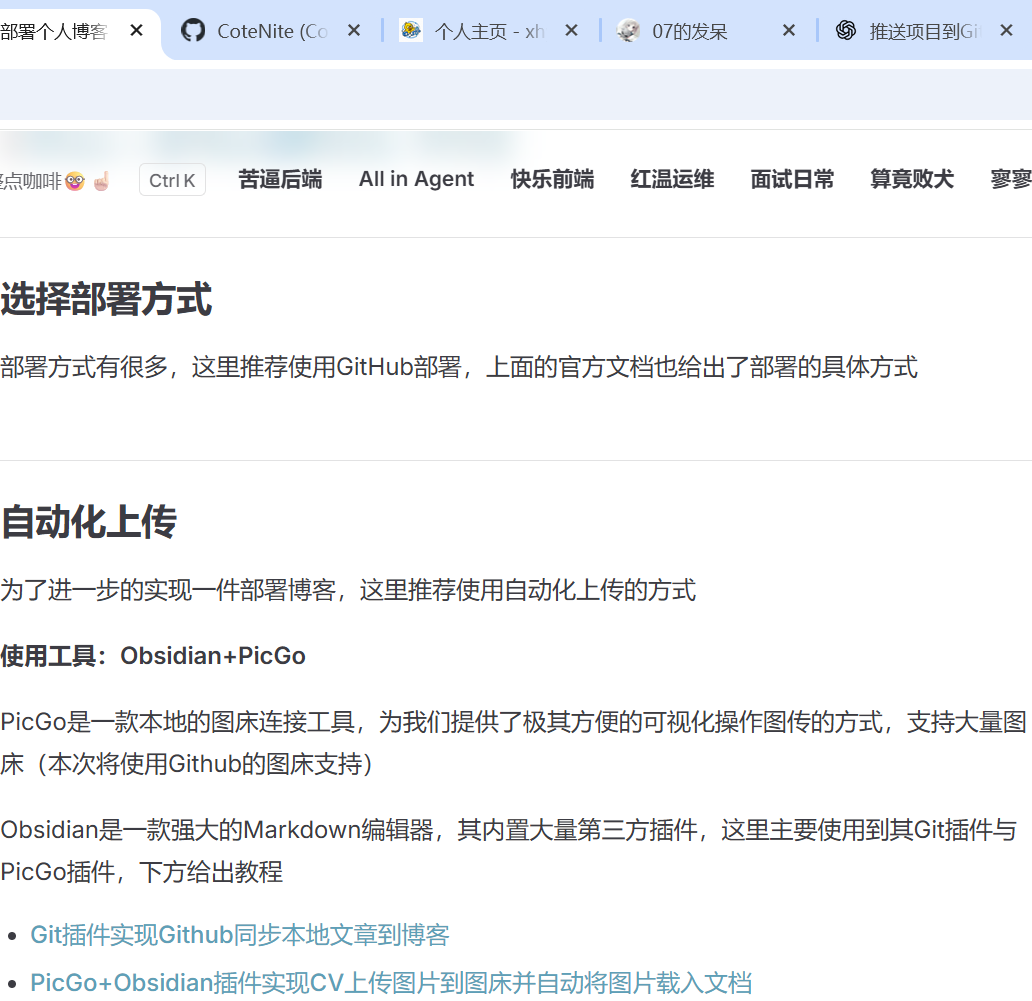 部署个人博客
CoteNite (Co
个人主页 - xh
07的发呆
推送项目到Gi
点咖啡🤓☝🏻
Ctrl K
苦逼后端
All in Agent
快乐前端
红温运维
面试日常
算竟败犬
寥寥
选择部署方式
部署方式有很多，这里推荐使用GitHub部署，上面的官方文档也给出了部署的具体方式
自动化上传
为了进一步的实现一件部署博客，这里推荐使用自动化上传的方式
使用工具：Obsidian+PicGo
PicGo是一款本地的图床连接工具，为我们提供了极其方便的可视化操作图传的方式，支持大量图
床（本次将使用Github的图床支持）
Obsidian是一款强大的Markdown编辑器，其内置大量第三方插件，这里主要使用到其Git插件与
PicGo插件，下方给出教程
Git插件实现Github同步本地文章到博客
PicGo+Obsidian插件实现CV上传图片到图床并自动将图片载入文档